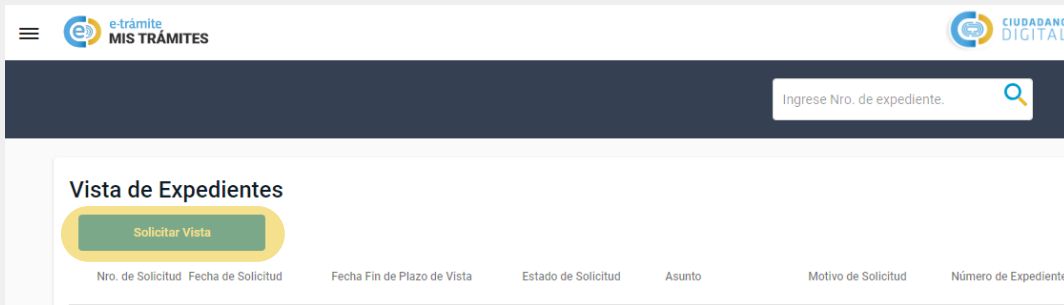 e-trámite
MIS TRÁMITES
CIUDADANO
DIGITAL
Ingrese Nro. de expediente.
Vista de Expedientes
Solicitar Vista
Nro. de Solicitud Fecha de Solicitud Fecha Fin de Plazo de Vista Estado de Solicitud Asunto Motivo de Solicitud Número de Expediente